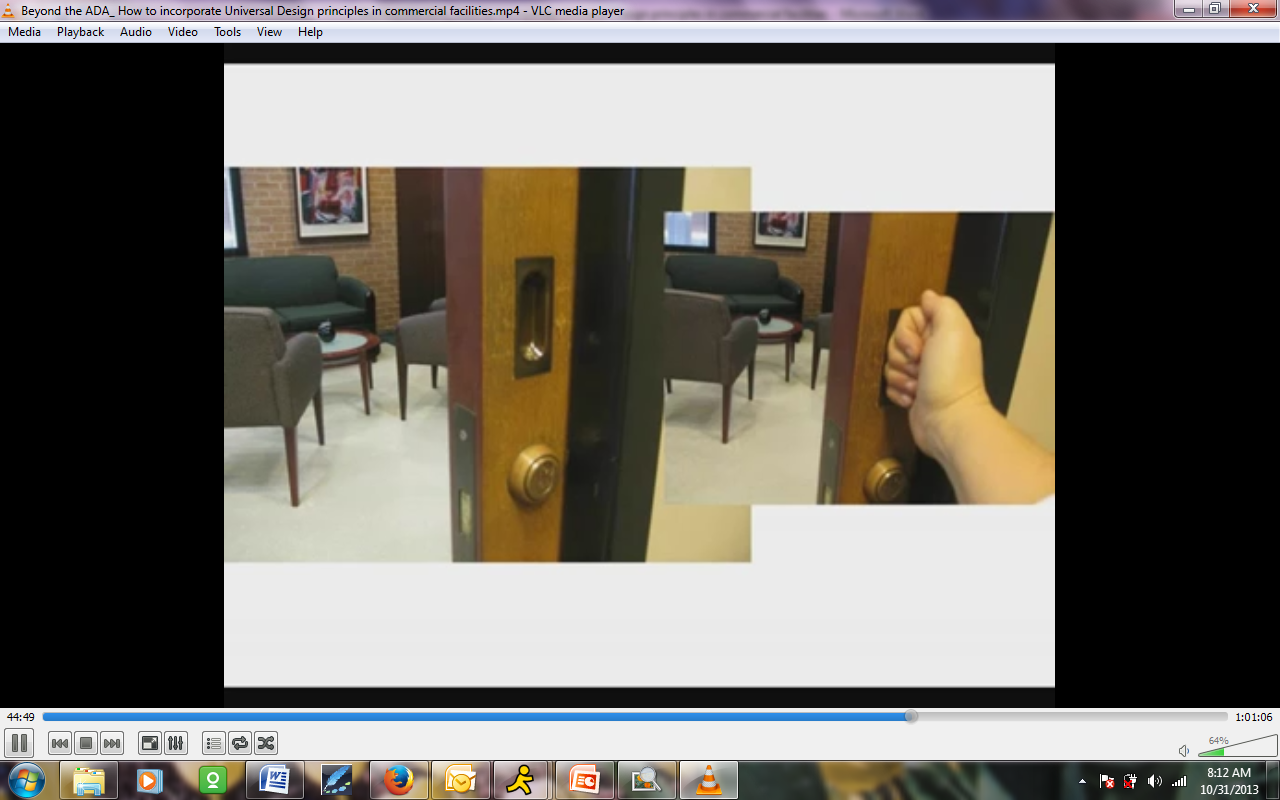 Beyond the ADA_ How to incorporate Universal Design principles in commercial facilities.mp4 - VLC media player
Media Playback Audio Video Tools View Help
44:49 1:01:06
64%
8:12 AM
10/31/2013